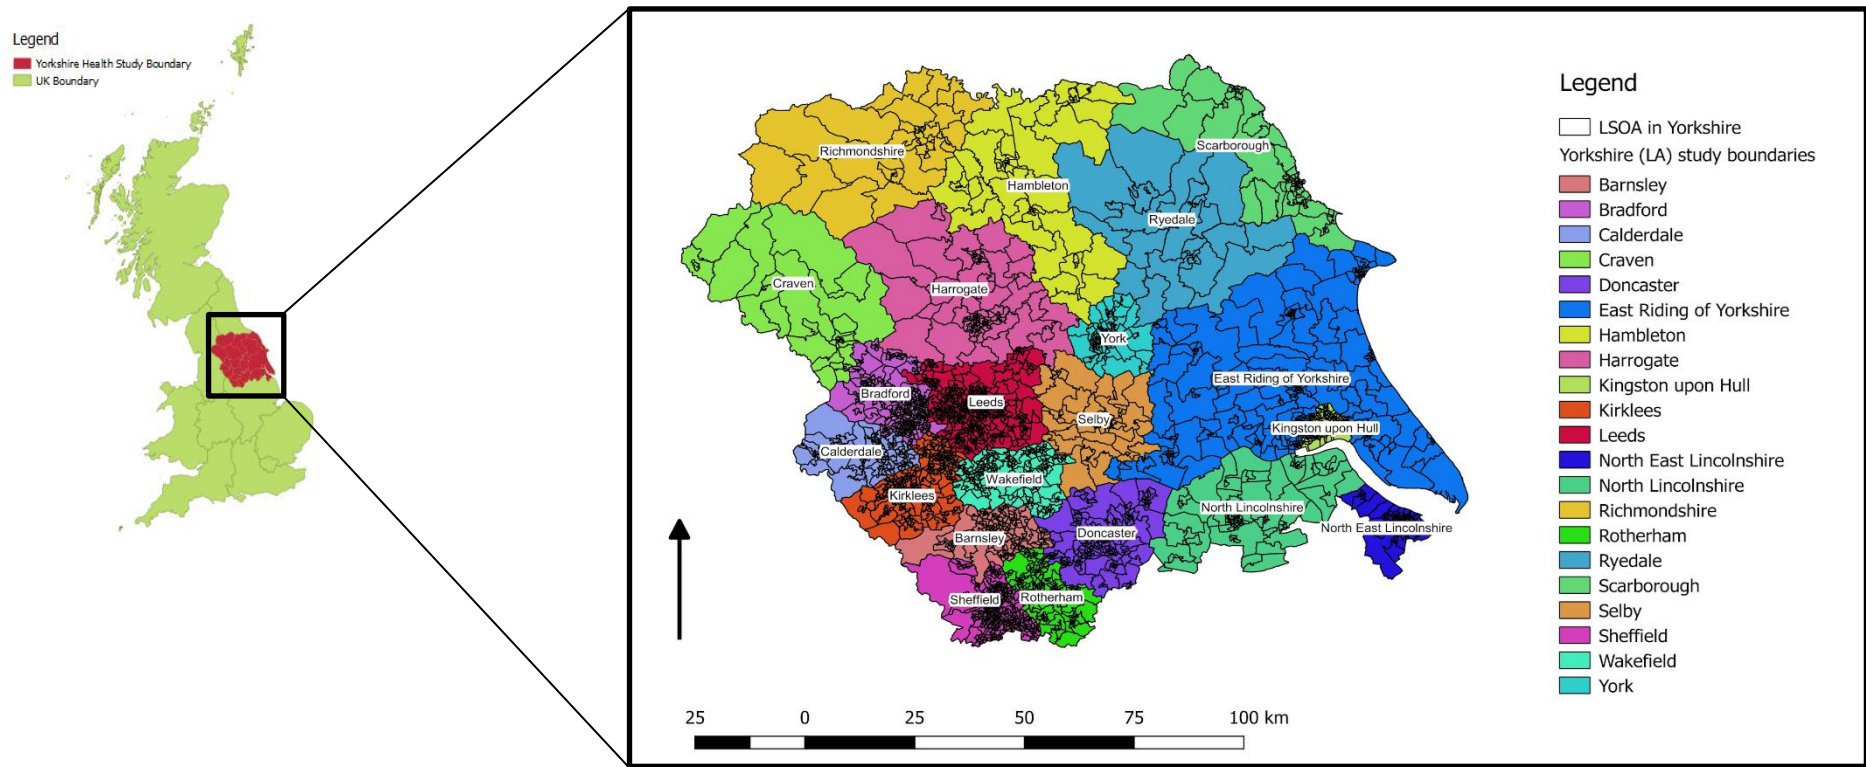 Legend
Yorkshire Health Study Boundary
UK Boundary
Richmondshire
Scarborough
Hambleton
Ryedale
Craven
Harrogate
York
East Riding of Yorkshire
Bradford
Leeds
Selby
Kingston upon Hull
Calderdale
Wakefield
Kirklees
North Lincolnshire
North East Lincolnshire
Barnsley
Doncaster
Sheffield
Rotherham
25 0 25 50 75 100 km
Legend
LSOA in Yorkshire
Yorkshire (LA) study boundaries
Barnsley
Bradford
Calderdale
Craven
Doncaster
East Riding of Yorkshire
Hambleton
Harrogate
Kingston upon Hull
Kirklees
Leeds
North East Lincolnshire
North Lincolnshire
Richmondshire
Rotherham
Ryedale
Scarborough
Selby
Sheffield
Wakefield
York